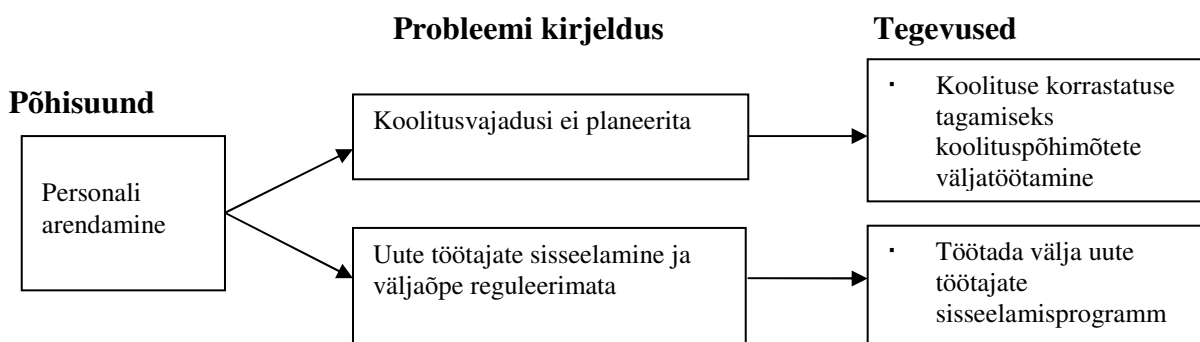 Probleemi kirjeldus
Tegevused
Põhisuund
Personali
arendamine
Koolitusvajadusi ei planeerita
▪ Koolituse korrastatuse
tagamiseks
koolituspõhimõtete
väljatöötamine
Uute töötajate sisseelamine ja
väljaõpe reguleerimata
▪ Töötada välja uute
töötajate
sisseelamisprogramm